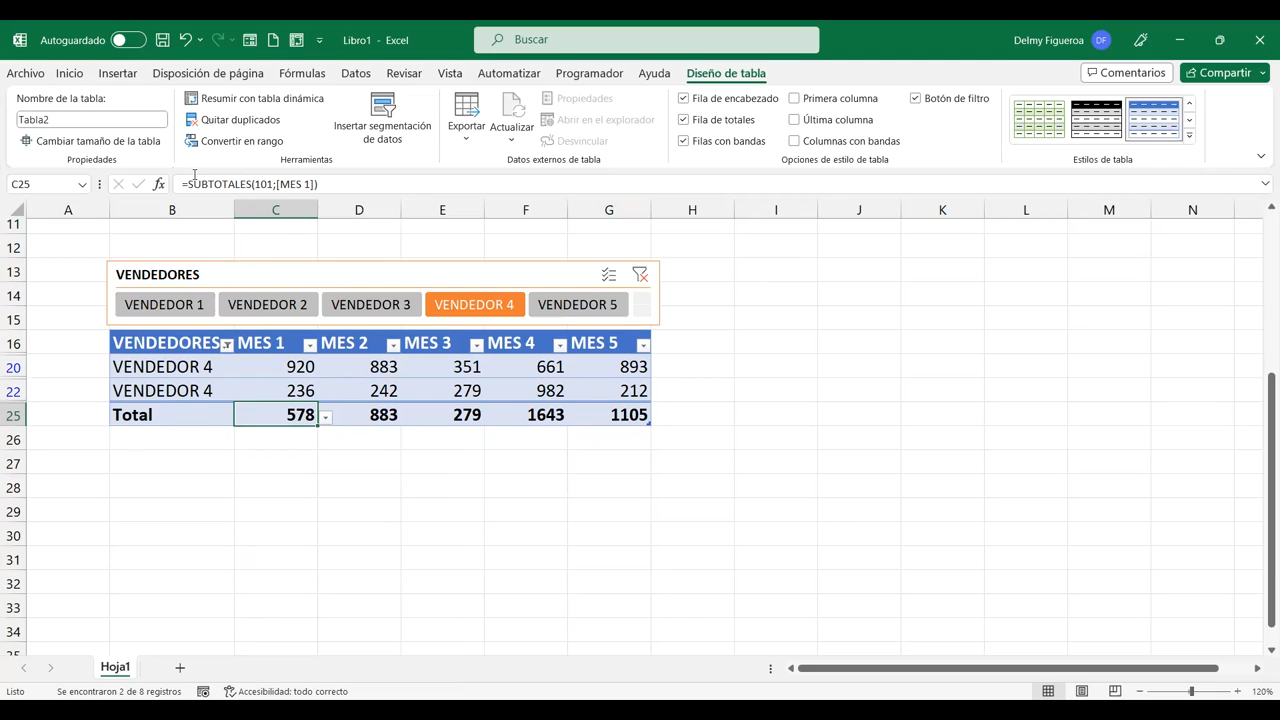 Autoguardado Libro1 - Excel Buscar Delmy Figueroa DF
Archivo Inicio Insertar Disposición de página Fórmulas Datos Revisar Vista Automatizar Programador Ayuda Diseño de tabla Comentarios Compartir
Nombre de la tabla:
Tabla2
Cambiar tamaño de la tabla
Propiedades
Resumir con tabla dinámica
Quitar duplicados
Convertir en rango
Insertar segmentación
de datos
Herramientas
Exportar
Actualizar
Propiedades
Abrir en el explorador
Desvincular
Datos externos de tabla
Fila de encabezado
Fila de totales
Filas con bandas
Primera columna
Última columna
Columnas con bandas
Botón de filtro
Opciones de estilo de tabla
Estilos de tabla
C25 fx =SUBTOTALES(101;[MES 1])
A B C D E F G H I J K L M N
11
12
13 VENDEDORES
14 VENDEDOR 1 VENDEDOR 2 VENDEDOR 3 VENDEDOR 4 VENDEDOR 5
15
16 VENDEDORES MES 1 MES 2 MES 3 MES 4 MES 5
20 VENDEDOR 4 920 883 351 661 893
22 VENDEDOR 4 236 242 279 982 212
25 Total 578 883 279 1643 1105
26
27
28
29
30
31
32
33
34
35
Hoja1
Listo Se encontraron 2 de 8 registros Accesibilidad: todo correcto 120%